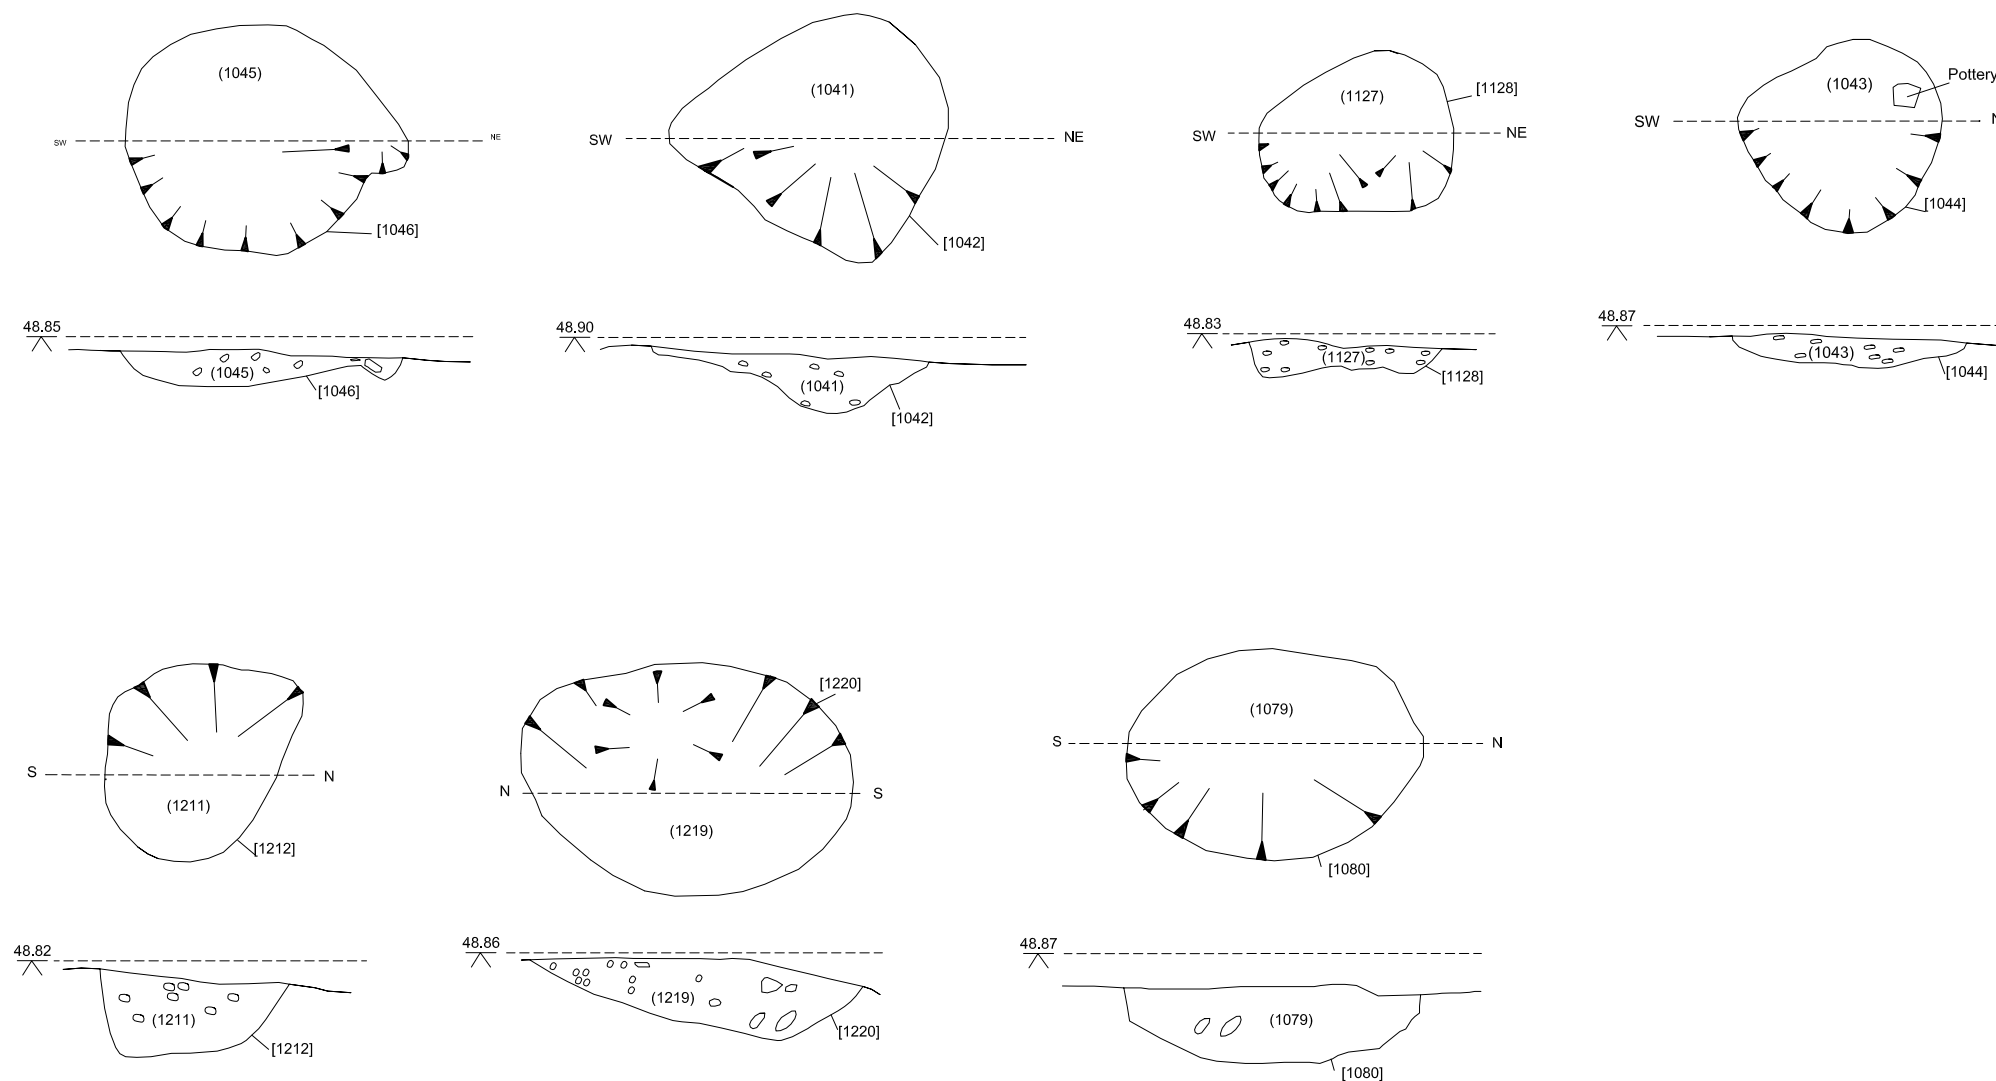 (1045)
SW
NE
[1046]
48.85
(1045)
[1046]
(1041)
SW
NE
[1042]
48.90
(1041)
[1042]
(1127)
[1128]
SW
NE
48.83
(1127)
[1128]
(1043)
Pottery
SW
N
[1044]
48.87
(1043)
[1044]
S
N
(1211)
[1212]
48.82
(1211)
[1212]
[1220]
N
S
(1219)
48.86
(1219)
[1220]
(1079)
S
N
[1080]
48.87
(1079)
[1080]